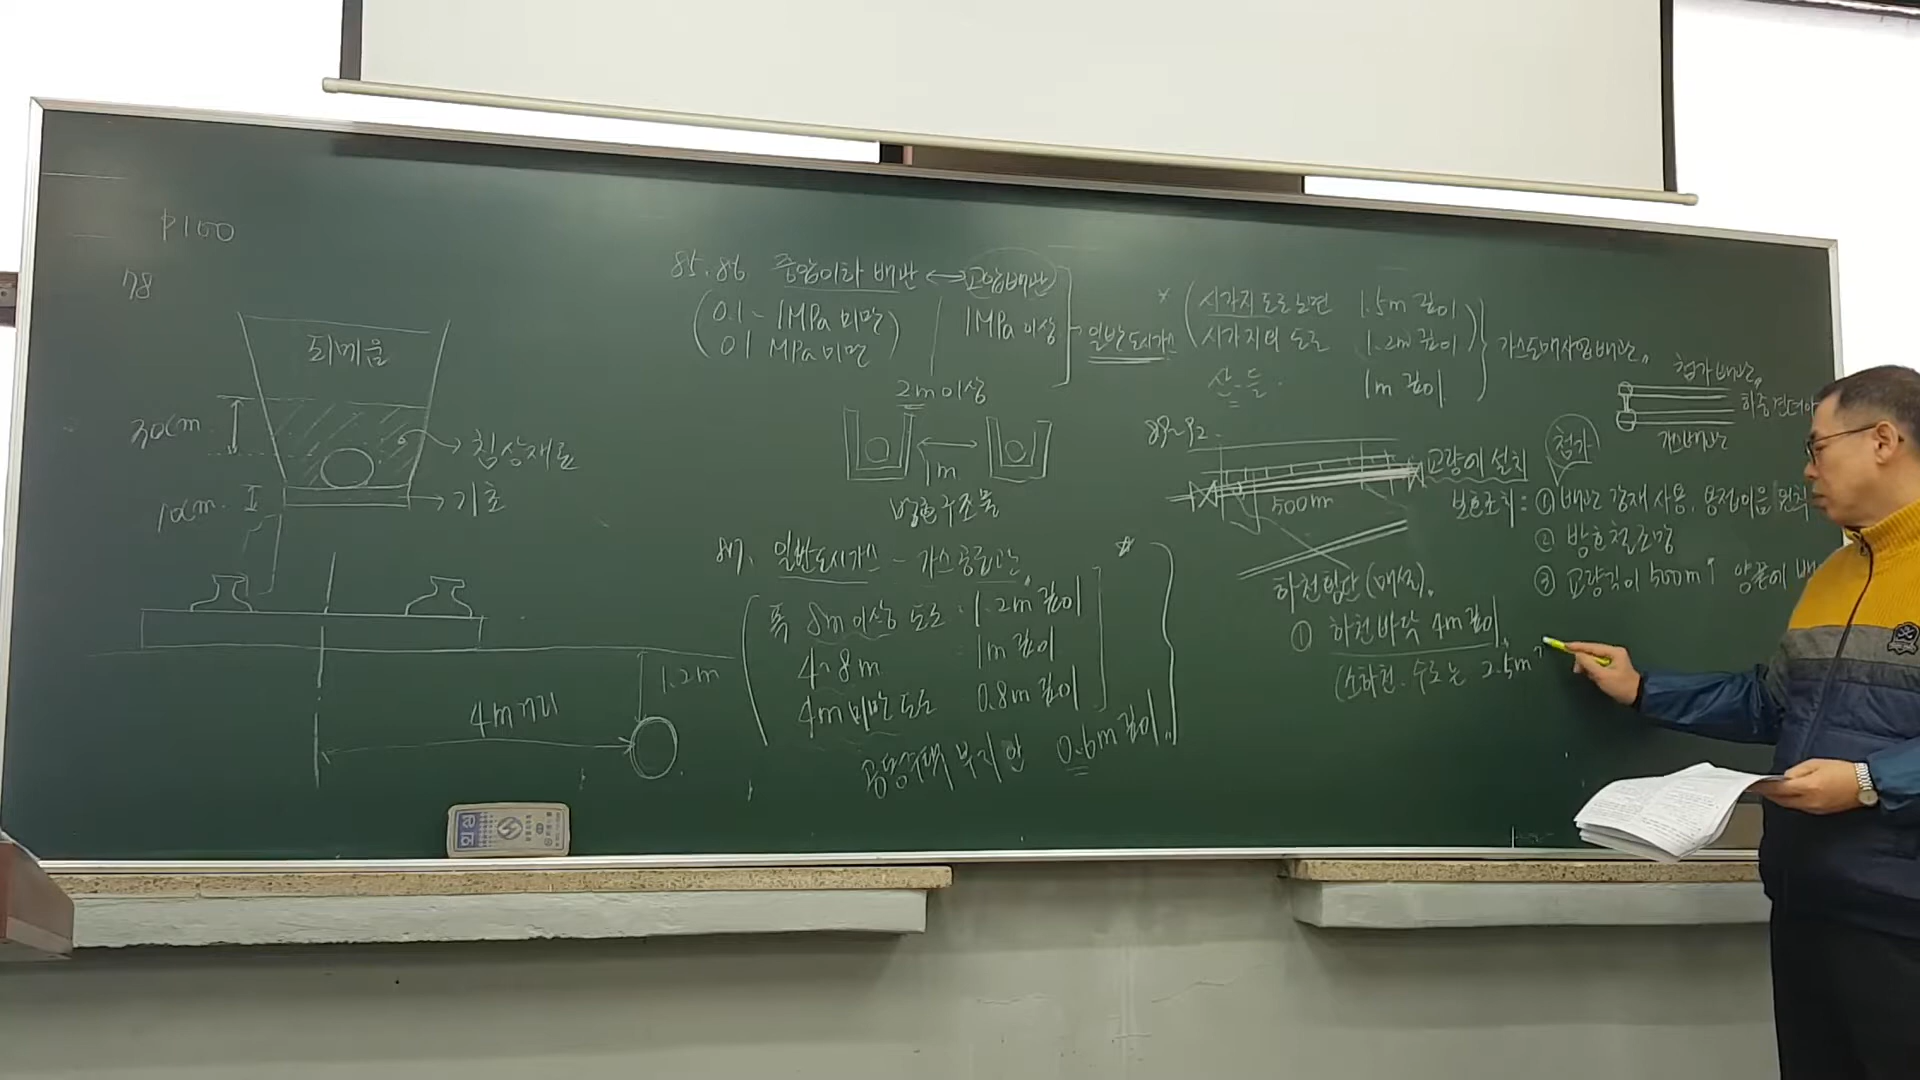 P100
78
되메움
30cm.
침상재료
10cm.
기초
1.2m
4m 거리
85. 86 중압이하 배관 ↔ 고압배관
(0.1 ~ 1MPa 미만)
0.1 MPa 미만
1MPa 이상
일반도시가스
2m 이상
1m
방호구조물
87. 일반도시가스 - 가스공급관
폭 8m 이상 도로 : 1.2m 깊이
4~8m 1m 깊이
4m 미만 도로 0.8m 깊이
공동주택 부지 안 0.6m 깊이
* (시가지 도로노면 1.5m 깊이
시가지외 도로 1.2m 깊이)
산. 들. 1m 깊이
가스도매사업배관
89~92.
500m
교량에 설치
첨가
첨가배관
하중견디어
가스배관
보호조치 : ① 배관 강재 사용, 용접이음 원칙
② 방호철조망
③ 교량길이 500m↑ 양끝에
하천횡단 (매설).
① 하천바닥 4m 깊이
(소하천. 수로는 2.5m